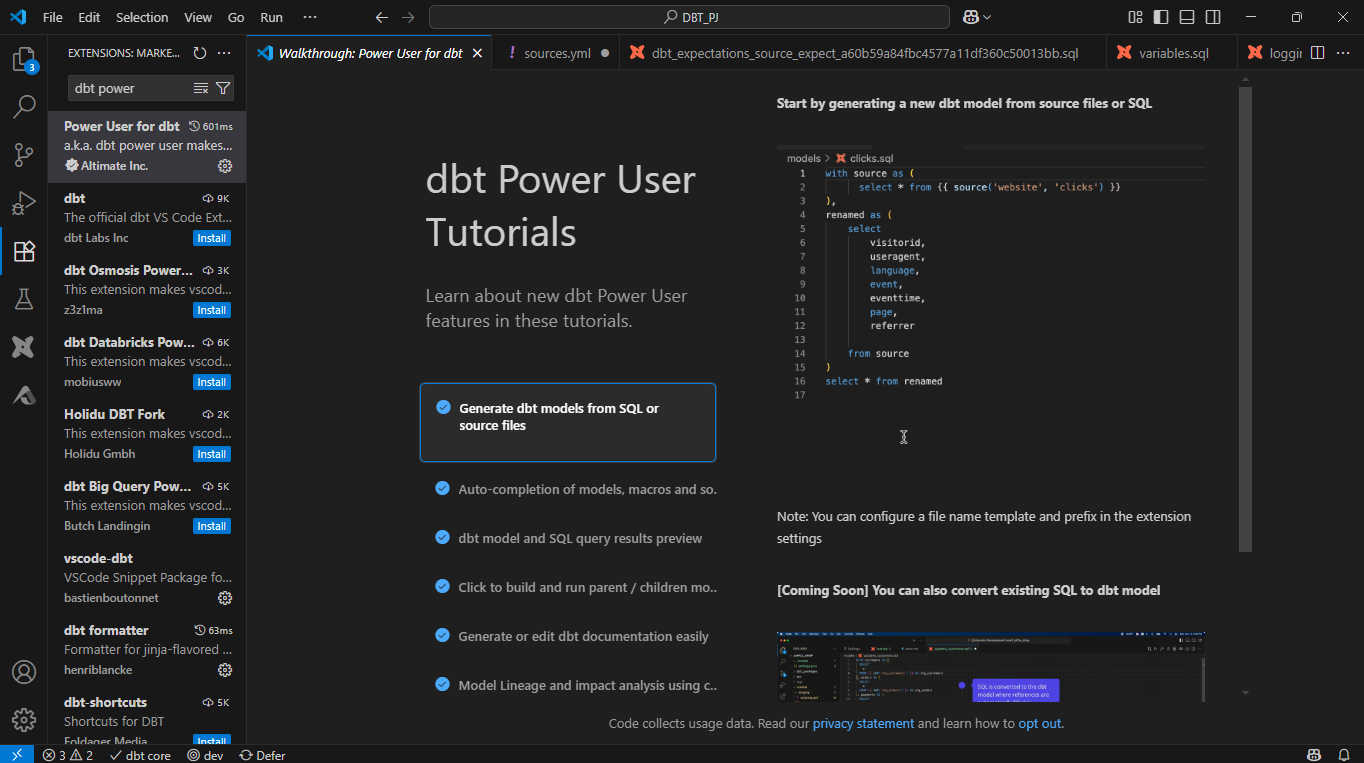 File Edit Selection View Go Run ···
DBT_PJ
EXTENSIONS: MARKE...
3
dbt power
Power User for dbt 601ms
a.k.a. dbt power user makes...
Altimate Inc.
dbt 9K
The official dbt VS Code Ext...
dbt Labs Inc Install
dbt Osmosis Power... 3K
This extension makes vscod...
z3z1ma Install
dbt Databricks Pow... 6K
This extension makes vscod...
mobiusww Install
Holidu DBT Fork 2K
This extension makes vscod...
Holidu Gmbh Install
dbt Big Query Pow... 5K
This extension makes vscod...
Butch Landingin Install
vscode-dbt
VSCode Snippet Package fo...
bastienboutonnet
dbt formatter 63ms
Formatter for jinja-flavored ...
henriblancke
dbt-shortcuts 5K
Shortcuts for DBT
Foldager Media Install
Walkthrough: Power User for dbt
! sources.yml
dbt_expectations_source_expect_a60b59a84fbc4577a11df360c50013bb.sql
variables.sql
loggin
dbt Power User
Tutorials
Learn about new dbt Power User
features in these tutorials.
Generate dbt models from SQL or
source files
Auto-completion of models, macros and so.
dbt model and SQL query results preview
Click to build and run parent / children mo..
Generate or edit dbt documentation easily
Model Lineage and impact analysis using c..
Start by generating a new dbt model from source files or SQL
models > clicks.sql
1 with source as (
2 select * from {{ source('website', 'clicks') }}
3 ),
4 renamed as (
5 select
6 visitorid,
7 useragent,
8 language,
9 event,
10 eventtime,
11 page,
12 referrer
13
14 from source
15 )
16 select * from renamed
17
Note: You can configure a file name template and prefix in the extension
settings
[Coming Soon] You can also convert existing SQL to dbt model
SQL is converted to the dbt
model where references are
Code collects usage data. Read our privacy statement and learn how to opt out.
3 2 dbt core dev Defer